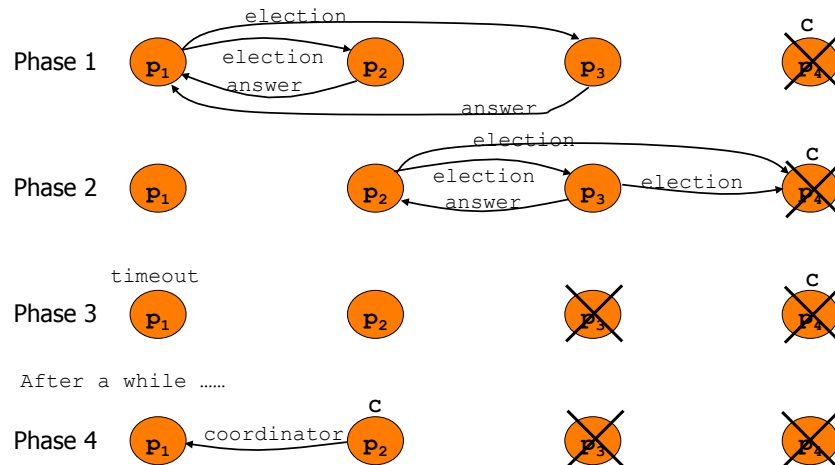 election
C
Phase 1 p₁ p₂ p₃ p₄
election
answer
answer
election
C
Phase 2 p₁ p₂ p₃ p₄
election
election
answer
timeout
C
Phase 3 p₁ p₂ p₃ p₄
After a while ……
C
Phase 4 p₁ coordinator p₂ p₃ p₄